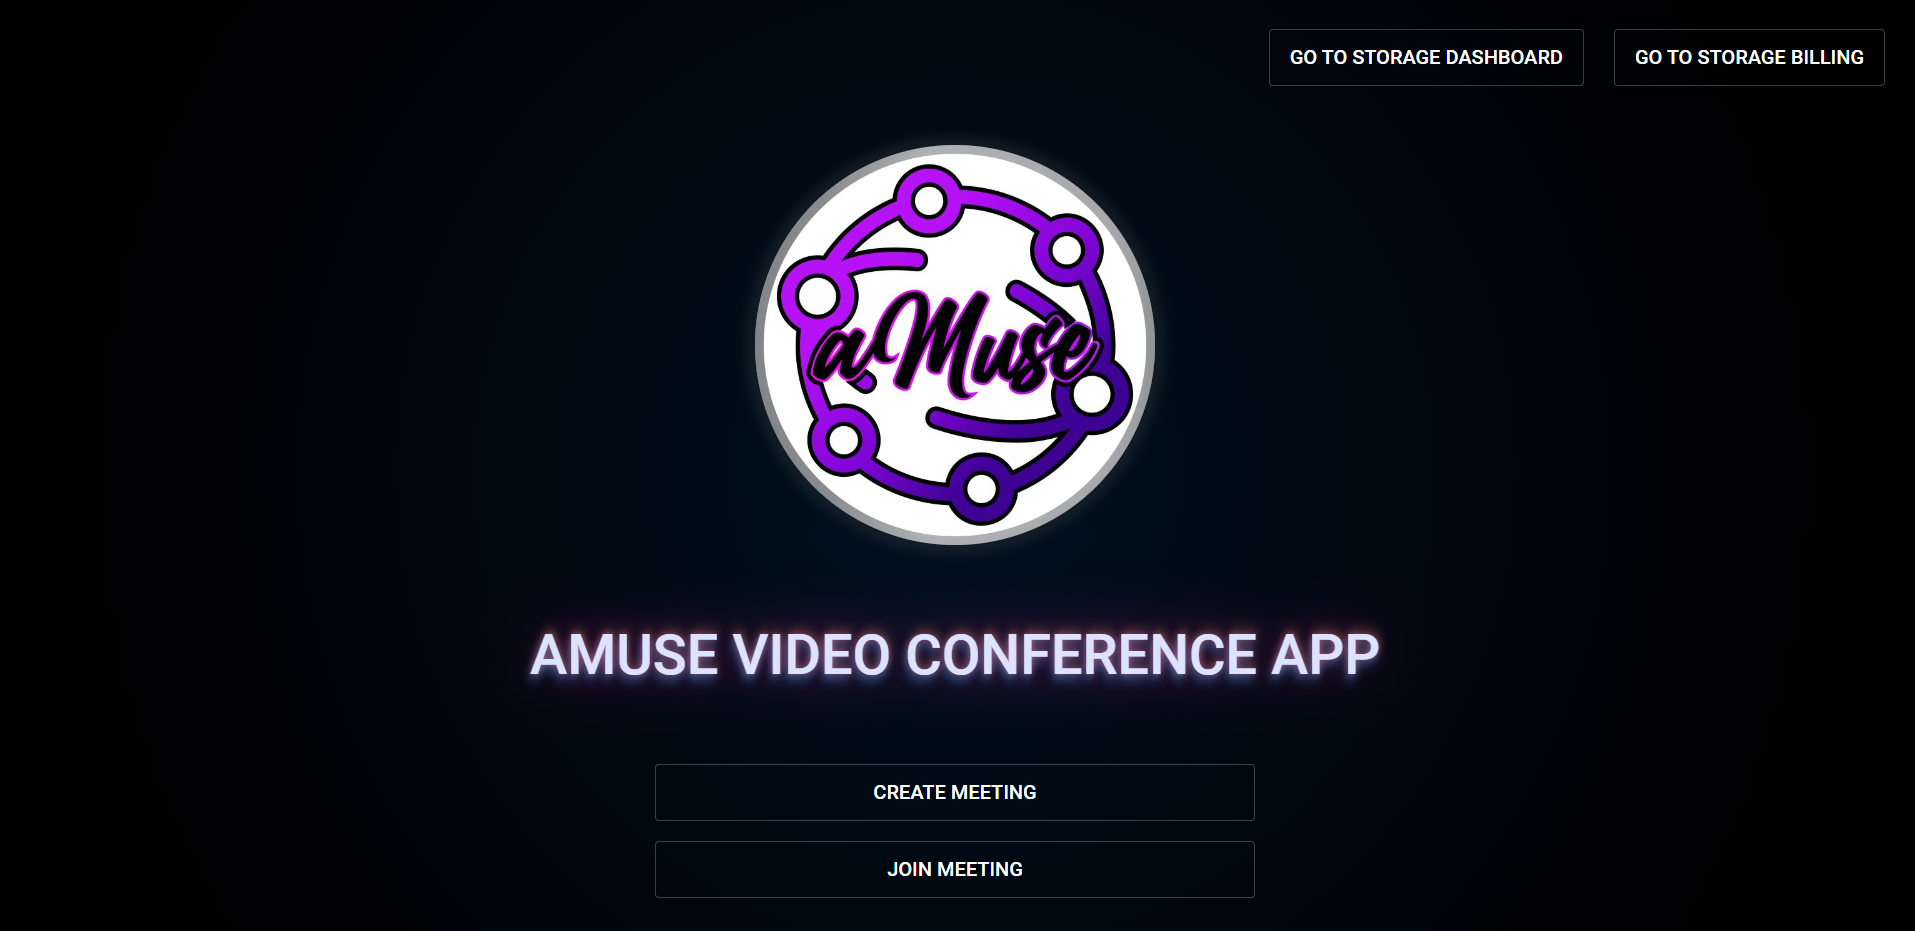 GO TO STORAGE DASHBOARD
GO TO STORAGE BILLING
aMuse
AMUSE VIDEO CONFERENCE APP
CREATE MEETING
JOIN MEETING